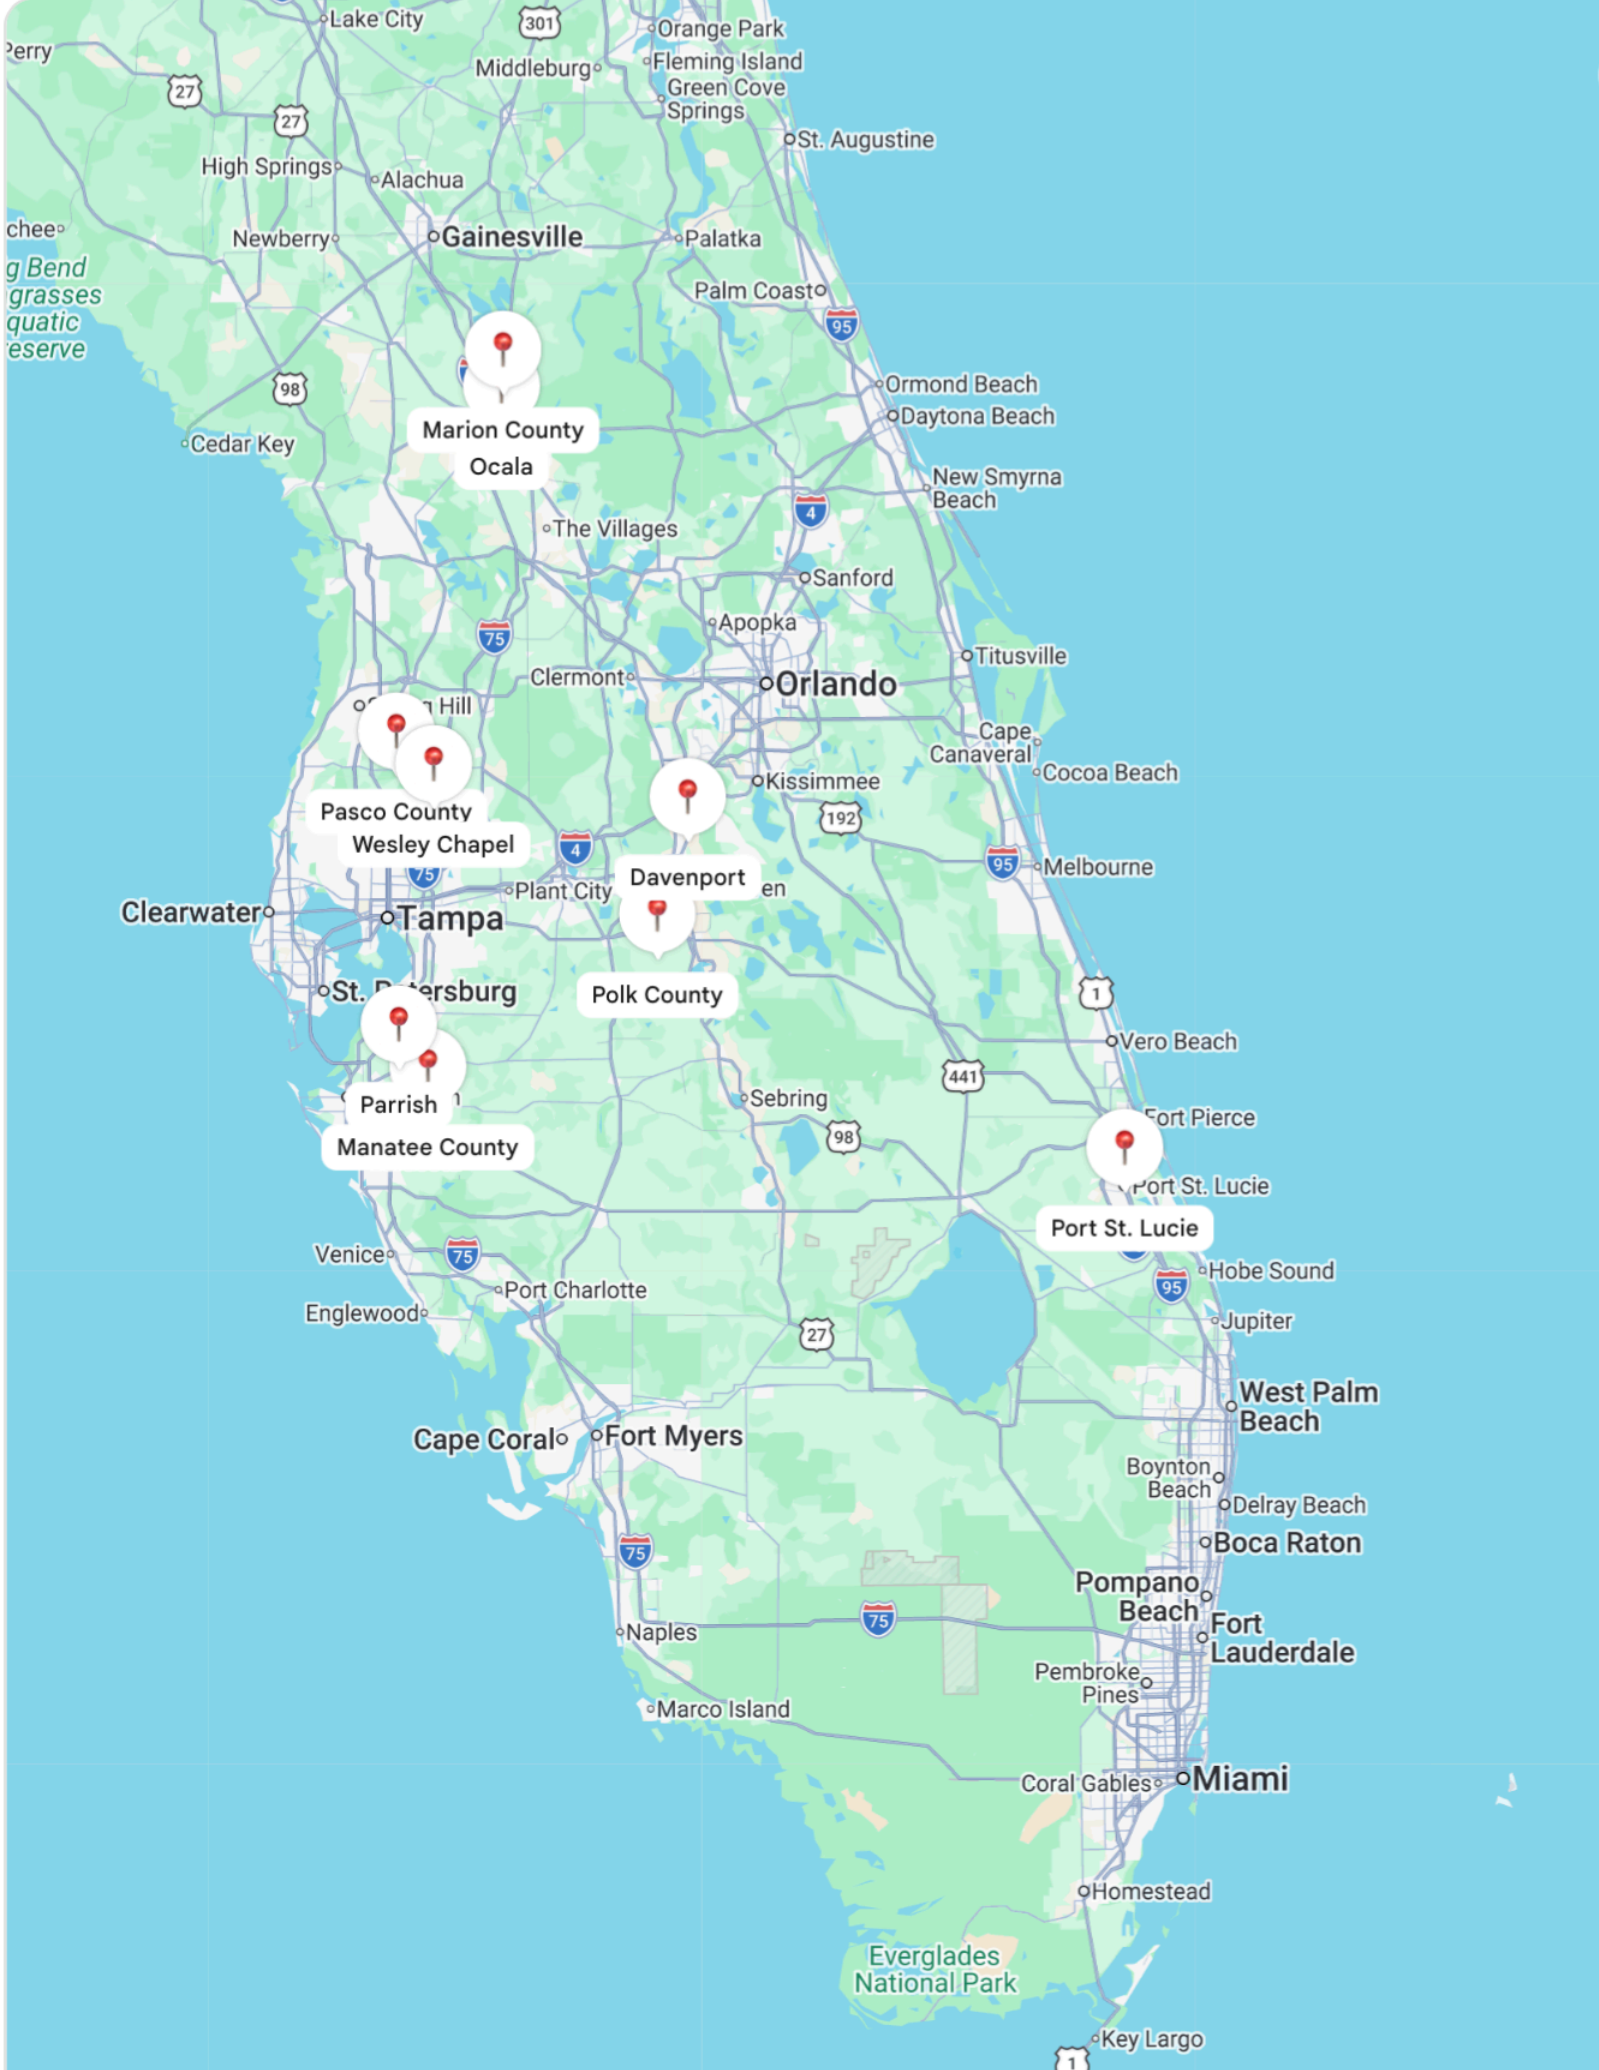 Lake City
301
Orange Park
Perry
Middleburg
Fleming Island
27
Green Cove
Springs
27
St. Augustine
High Springs
Alachua
chee
Newberry
Gainesville
Palatka
g Bend
grasses
quatic
eserve
Palm Coast
95
98
Ormond Beach
Daytona Beach
Marion County
Cedar Key
Ocala
New Smyrna
Beach
4
The Villages
Sanford
Apopka
75
Titusville
Clermont
Orlando
Hill
Cape
Canaveral
Cocoa Beach
Kissimmee
Pasco County
192
Wesley Chapel
4
95
Melbourne
75
Davenport
Plant City
en
Clearwater
Tampa
St. Petersburg
Polk County
1
Vero Beach
441
Sebring
Parrish
n
Fort Pierce
98
Manatee County
Port St. Lucie
Port St. Lucie
Venice
75
Hobe Sound
Port Charlotte
95
Englewood
Jupiter
27
West Palm
Beach
Cape Coral
Fort Myers
Boynton
Beach
Delray Beach
Boca Raton
75
Pompano
Beach
75
Naples
Fort
Lauderdale
Pembroke
Pines
Marco Island
Coral Gables
Miami
Homestead
Everglades
National Park
Key Largo
1